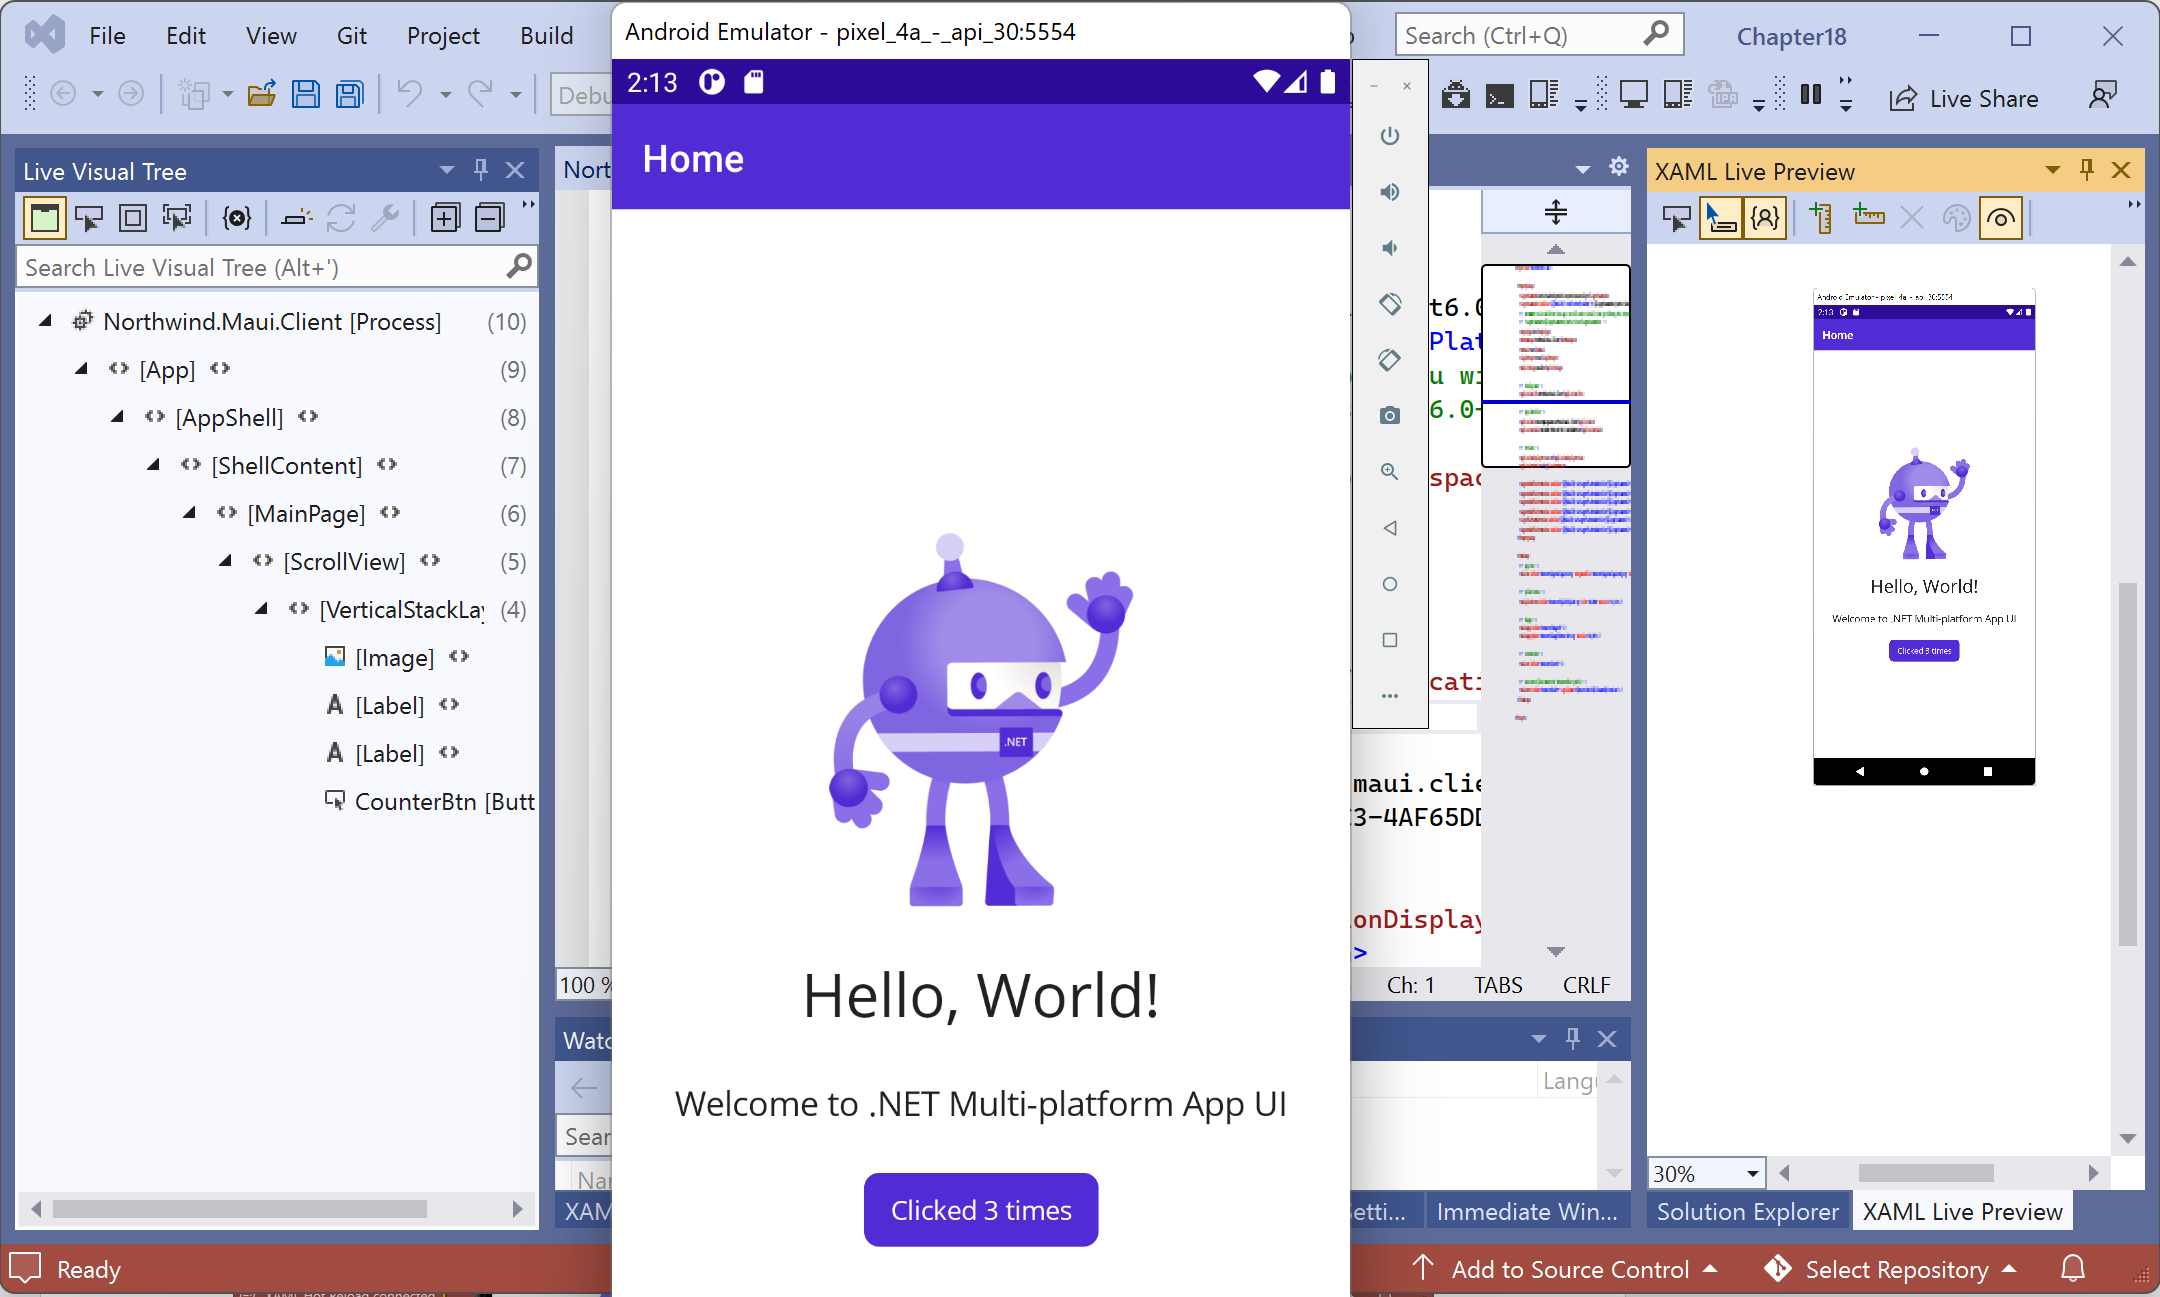 File Edit View Git Project Build
Search (Ctrl+Q)
Chapter18
Debu
Live Share
Live Visual Tree
Search Live Visual Tree (Alt+')
Northwind.Maui.Client [Process] (10)
[App] (9)
[AppShell] (8)
[ShellContent] (7)
[MainPage] (6)
[ScrollView] (5)
[VerticalStackLay (4)
[Image]
[Label]
[Label]
CounterBtn [Butt
Ready
Nort
100 %
Watc
Sear
Nar
XAM
Android Emulator - pixel_4a_-_api_30:5554
2:13
Home
.NET
Hello, World!
Welcome to .NET Multi-platform App UI
Clicked 3 times
t6.0
Plat
u wi
6.0-
spac
cati
maui.clie
3-4AF65DD
onDisplay
>
Ch: 1 TABS CRLF
Langu
etti...
Immediate Win...
XAML Live Preview
Android Emulator - pixel_4a_-_api_30:5554
2:13
Home
Hello, World!
Welcome to .NET Multi-platform App UI
Clicked 3 times
30%
Solution Explorer
XAML Live Preview
Add to Source Control
Select Repository